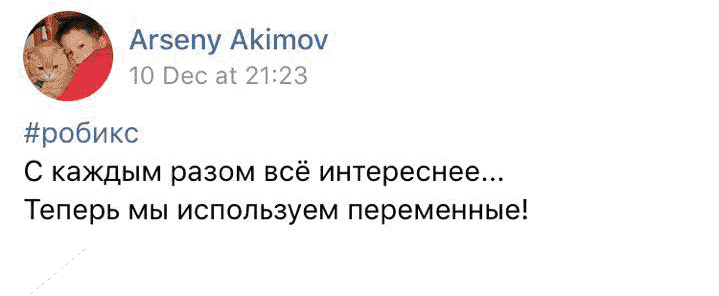 Arseny Akimov
10 Dec at 21:23
#робикс
С каждым разом всё интереснее...
Теперь мы используем переменные!